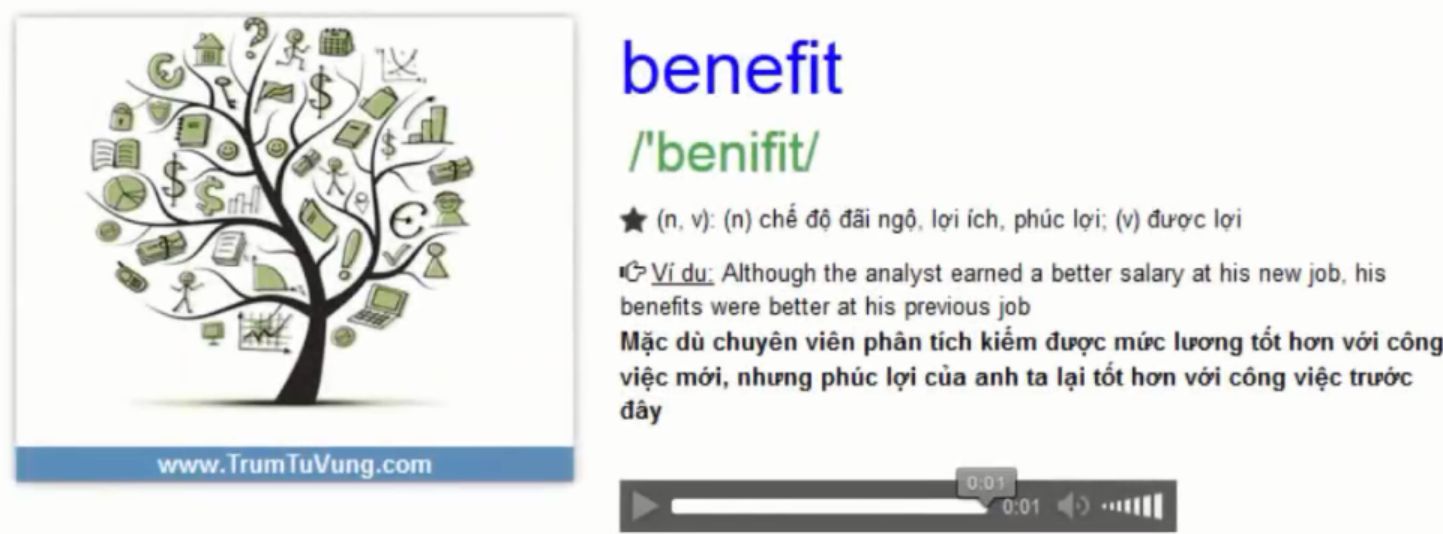 benefit
/'benifit/
★ (n, v): (n) chế độ đãi ngộ, lợi ích, phúc lợi; (v) được lợi
Ví du: Although the analyst earned a better salary at his new job, his
benefits were better at his previous job
Mặc dù chuyên viên phân tích kiếm được mức lương tốt hơn với công
việc mới, nhưng phúc lợi của anh ta lại tốt hơn với công việc trước
đây
www.TrumTuVung.com
0:01
0:01